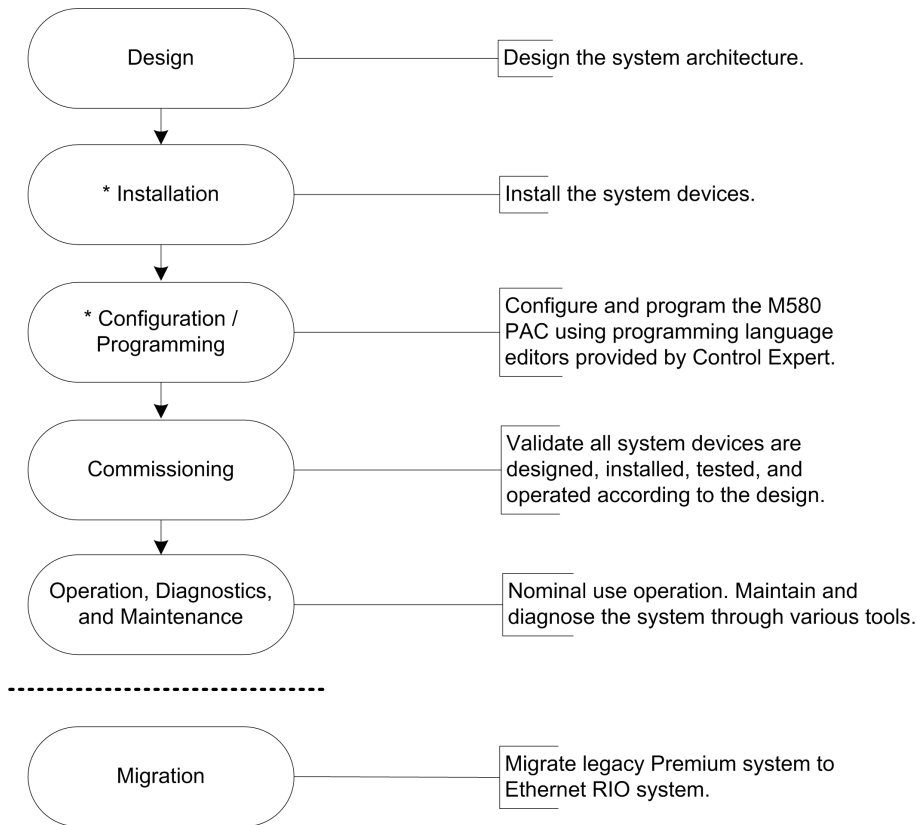 Design
Design the system architecture.
* Installation
Install the system devices.
* Configuration /
Programming
Configure and program the M580
PAC using programming language
editors provided by Control Expert.
Commissioning
Validate all system devices are
designed, installed, tested, and
operated according to the design.
Operation, Diagnostics,
and Maintenance
Nominal use operation. Maintain and
diagnose the system through various tools.
Migration
Migrate legacy Premium system to
Ethernet RIO system.